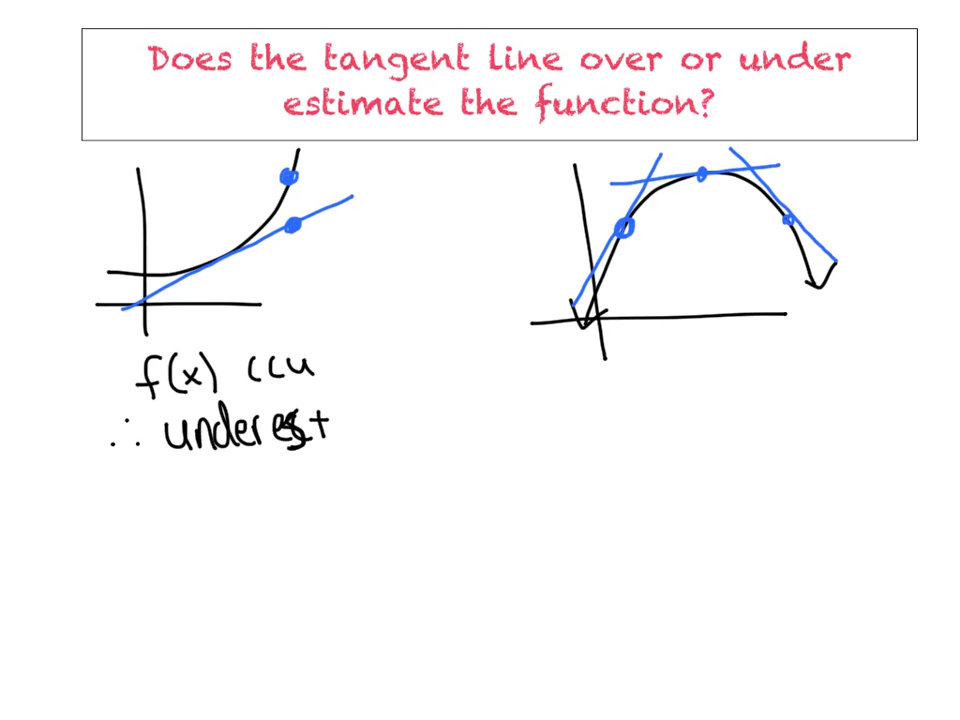 Does the tangent line over or under
estimate the function?
f(x) ccu
∴ underest